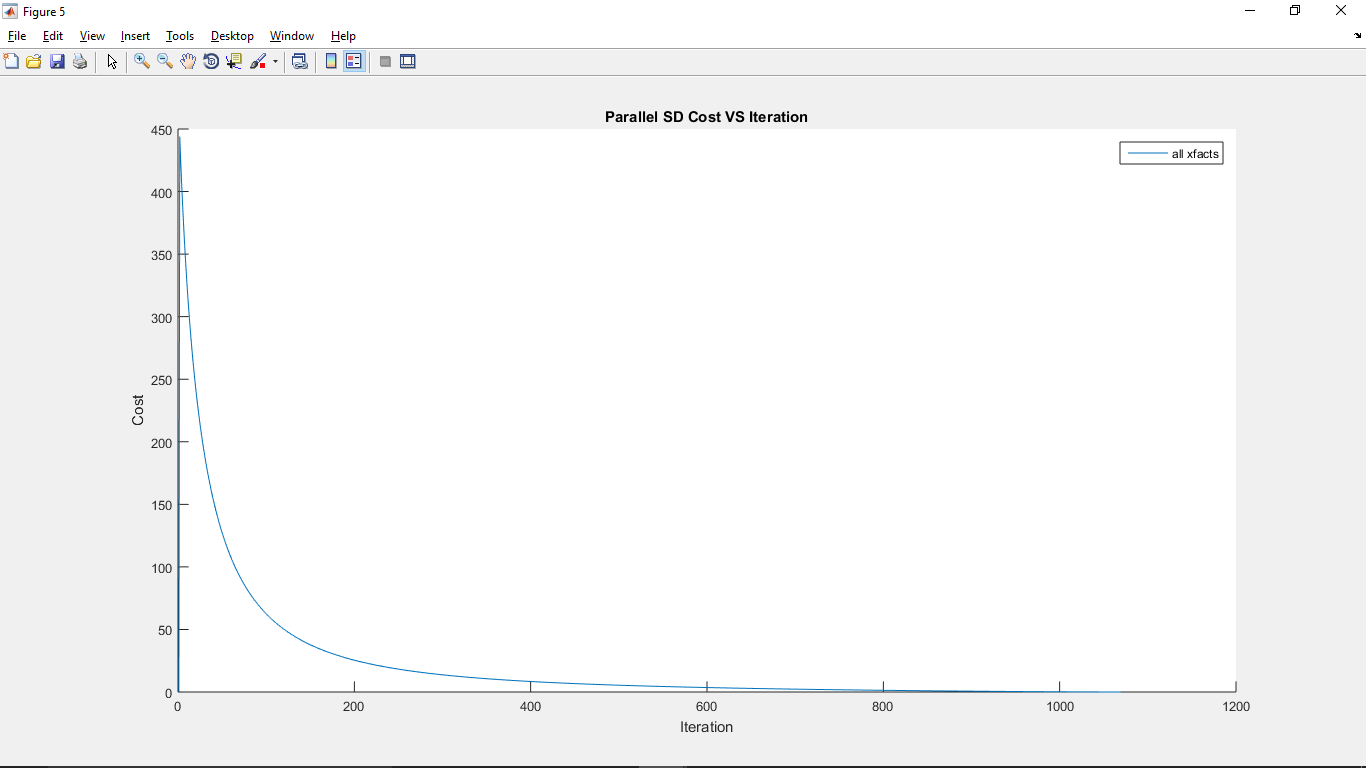 Figure 5
File Edit View Insert Tools Desktop Window Help
Parallel SD Cost VS Iteration
all xfacts
450
400
350
300
250
200
150
100
50
0
Cost
0 200 400 600 800 1000 1200
Iteration